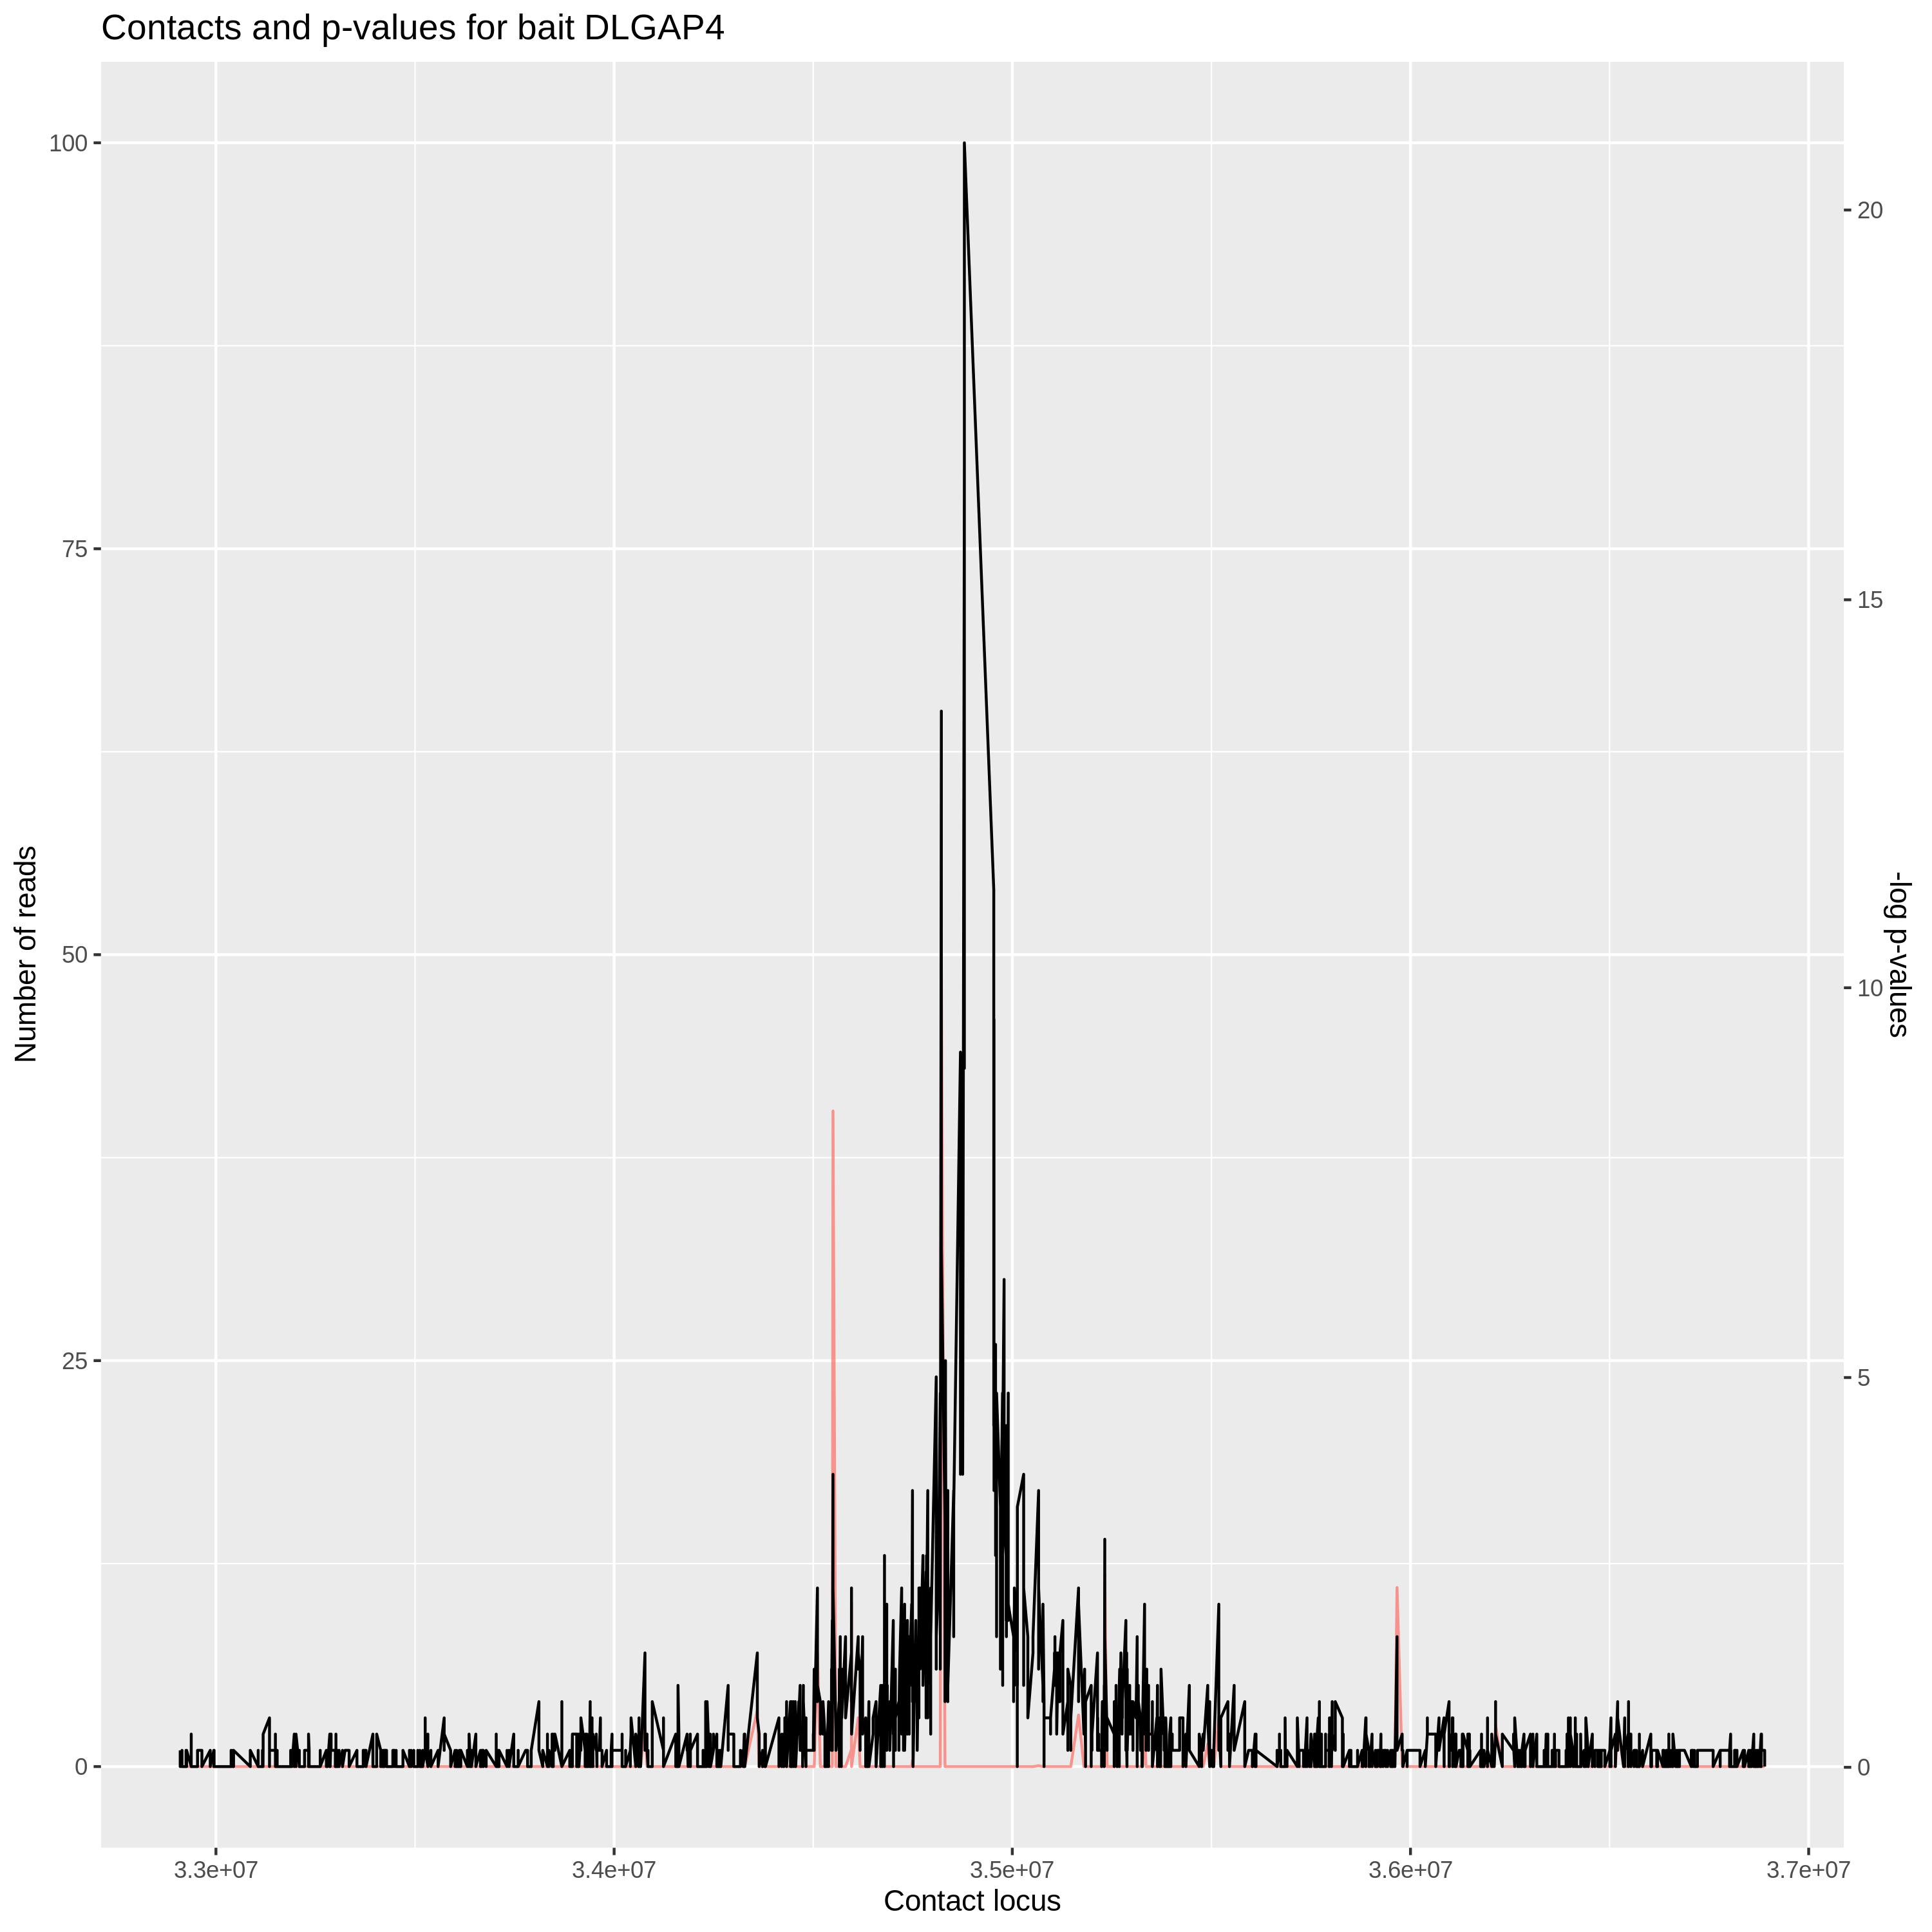 Contacts and p-values for bait DLGAP4
100
75
50
25
0
Number of reads
20
15
10
5
0
-log p-values
3.3e+07
3.4e+07
3.5e+07
3.6e+07
3.7e+07
Contact locus